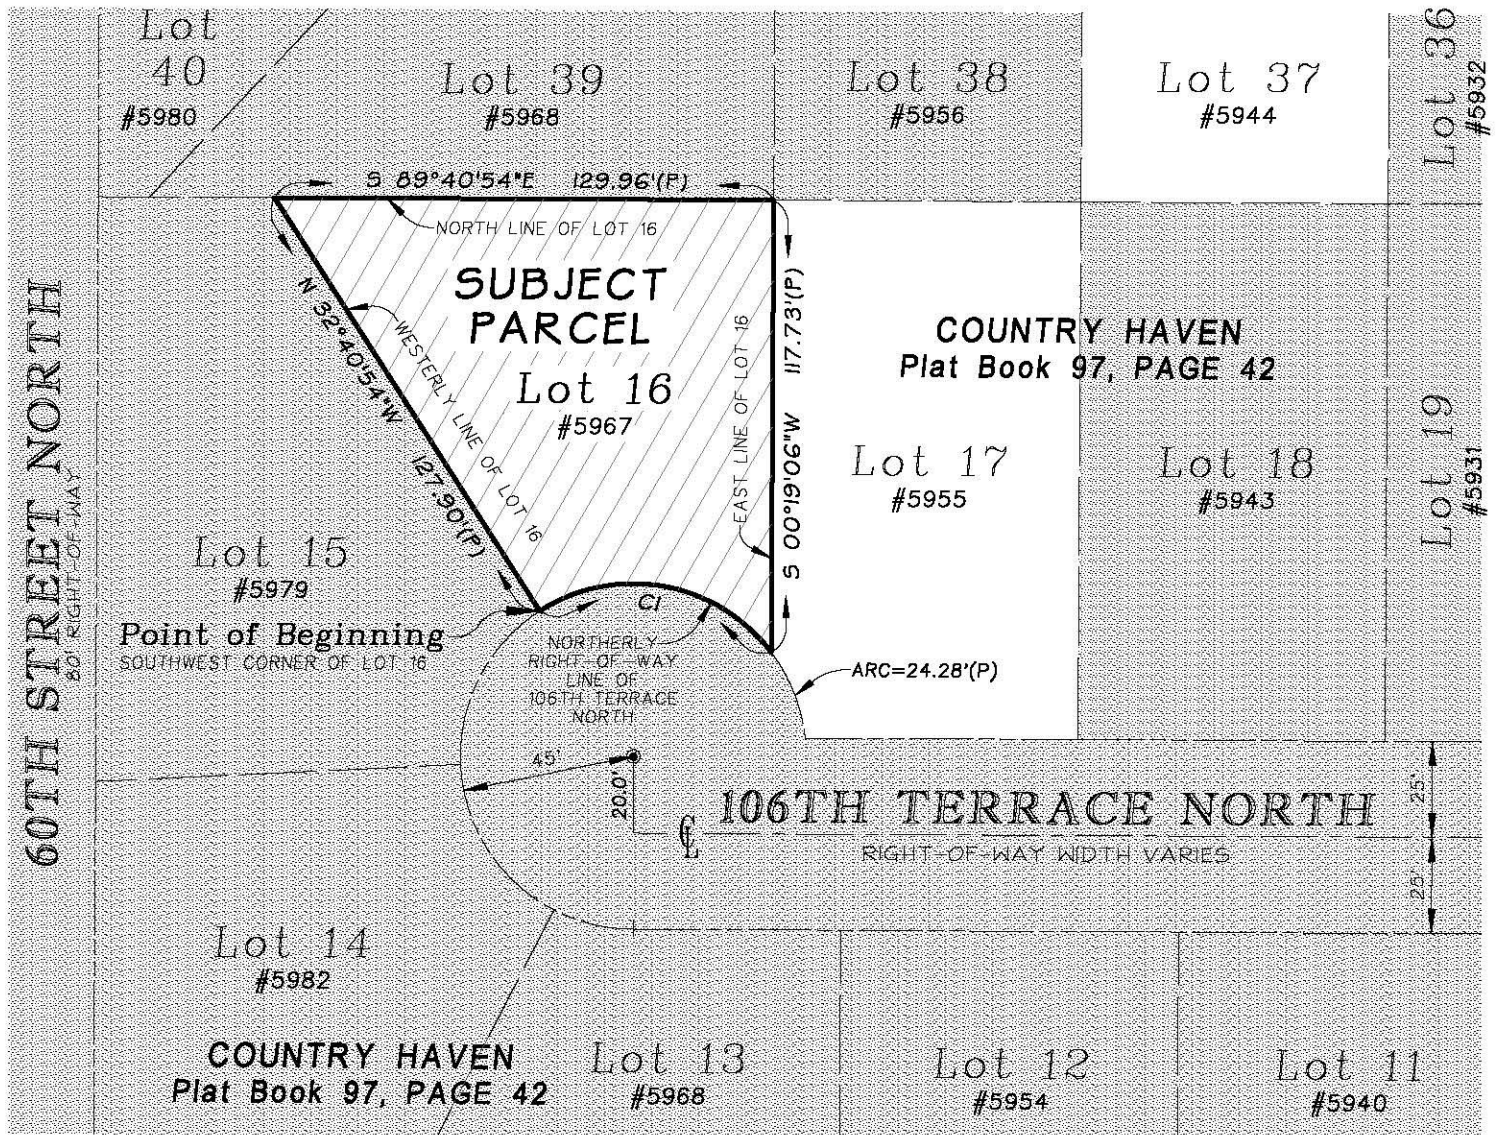 Lot
40
#5980
Lot 39
#5968
Lot 38
#5956
Lot 37
#5944
Lot 36
#5932
S 89°40'54"E 129.96'(P)
NORTH LINE OF LOT 16
SUBJECT
PARCEL
Lot 16
#5967
N 32°40'54"W 127.90'(P)
WESTERLY LINE OF LOT 16
EAST LINE OF LOT 16
S 00°19'06"W 117.73'(P)
COUNTRY HAVEN
Plat Book 97, PAGE 42
Lot 17
#5955
Lot 18
#5943
Lot 19
#5931
60TH STREET NORTH
80' RIGHT-OF-WAY
Lot 15
#5979
Point of Beginning
SOUTHWEST CORNER OF LOT 16
C1
NORTHERLY
RIGHT-OF-WAY
LINE OF
106TH TERRACE
NORTH
ARC=24.28'(P)
45'
20.0'
CL
106TH TERRACE NORTH
RIGHT-OF-WAY WIDTH VARIES
25'
25'
Lot 14
#5982
COUNTRY HAVEN
Plat Book 97, PAGE 42
Lot 13
#5968
Lot 12
#5954
Lot 11
#5940